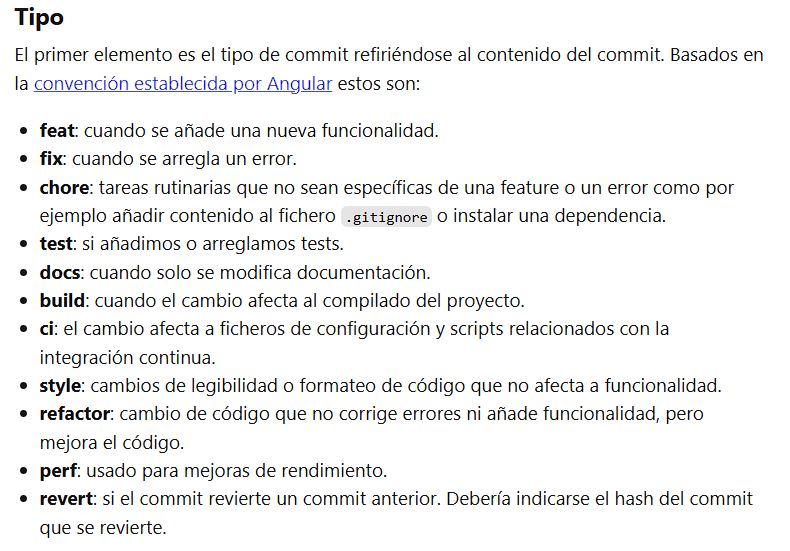 Tipo
El primer elemento es el tipo de commit refiriéndose al contenido del commit. Basados en
la convención establecida por Angular estos son:
• feat: cuando se añade una nueva funcionalidad.
• fix: cuando se arregla un error.
• chore: tareas rutinarias que no sean específicas de una feature o un error como por
ejemplo añadir contenido al fichero .gitignore o instalar una dependencia.
• test: si añadimos o arreglamos tests.
• docs: cuando solo se modifica documentación.
• build: cuando el cambio afecta al compilado del proyecto.
• ci: el cambio afecta a ficheros de configuración y scripts relacionados con la
integración continua.
• style: cambios de legibilidad o formateo de código que no afecta a funcionalidad.
• refactor: cambio de código que no corrige errores ni añade funcionalidad, pero
mejora el código.
• perf: usado para mejoras de rendimiento.
• revert: si el commit revierte un commit anterior. Debería indicarse el hash del commit
que se revierte.